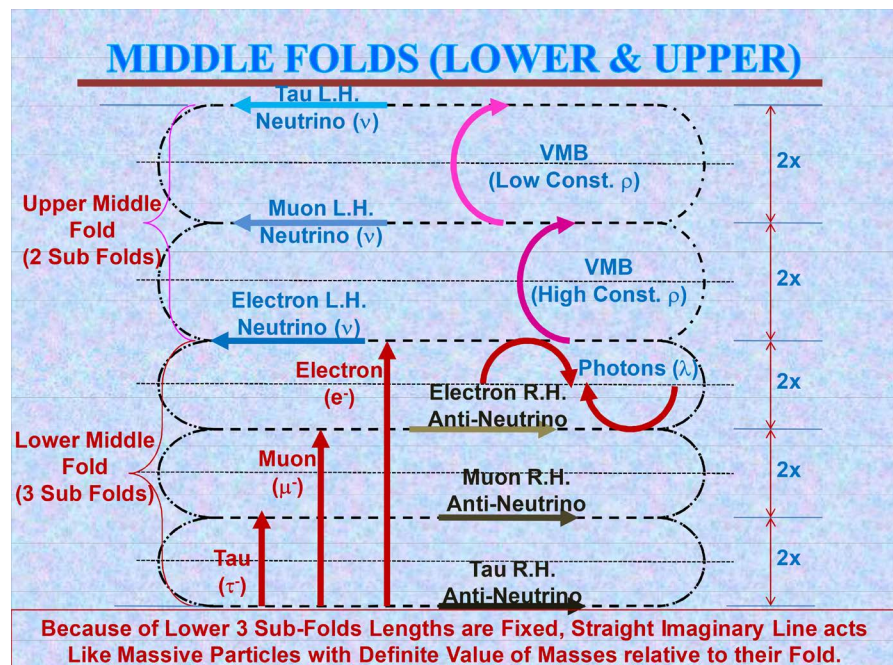 MIDDLE FOLDS (LOWER & UPPER)
Tau L.H.
Neutrino (ν)
VMB
(Low Const. ρ)
2x
Upper Middle
Fold
(2 Sub Folds)
Muon L.H.
Neutrino (ν)
VMB
(High Const. ρ)
2x
Electron L.H.
Neutrino (ν)
Electron
(e-)
Photons (λ)
2x
Electron R.H.
Anti-Neutrino
Lower Middle
Fold
(3 Sub Folds)
Muon
(μ-)
Muon R.H.
Anti-Neutrino
2x
Tau
(τ-)
Tau R.H.
Anti-Neutrino
2x
Because of Lower 3 Sub-Folds Lengths are Fixed, Straight Imaginary Line acts
Like Massive Particles with Definite Value of Masses relative to their Fold.